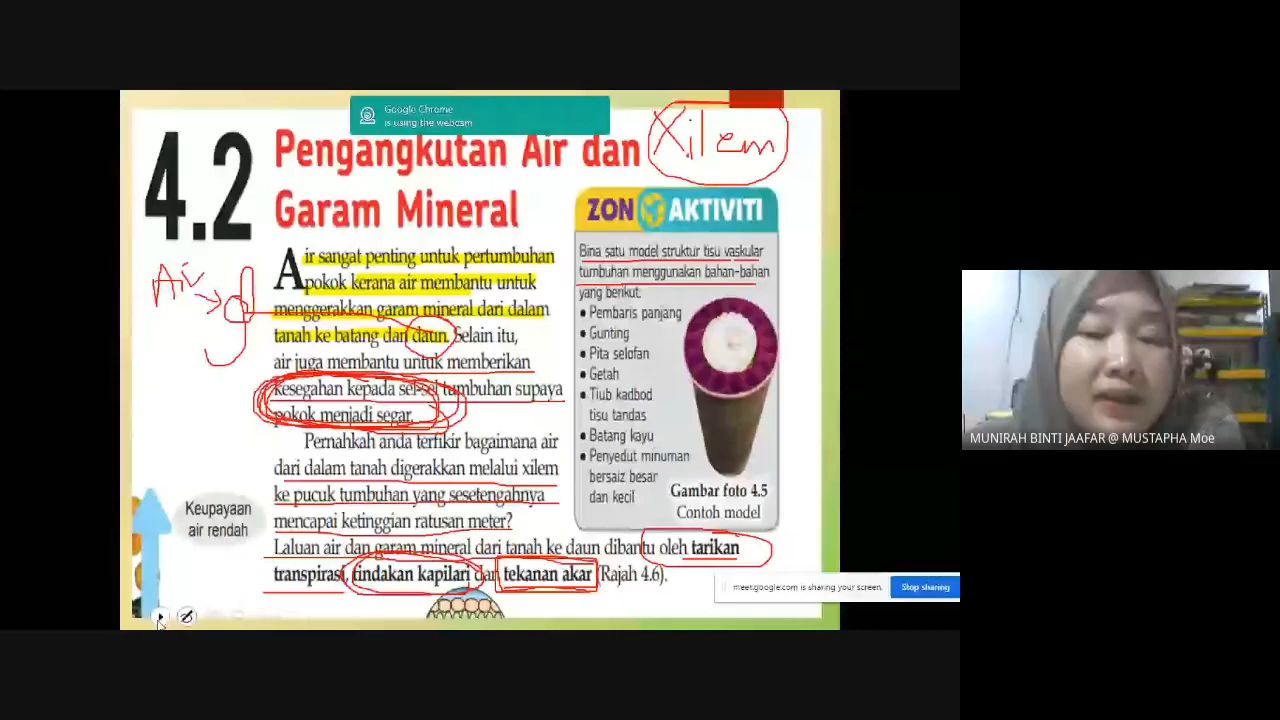 Google Chrome
is using the webcam
4.2
Pengangkutan Air dan
Garam Mineral
Xilem
Air
Air sangat penting untuk pertumbuhan
pokok kerana air membantu untuk
menggerakkan garam mineral dari dalam
tanah ke batang dan daun. Selain itu,
air juga membantu untuk memberikan
kesegahan kepada sel-sel tumbuhan supaya
pokok menjadi segar.
Pernahkah anda terfikir bagaimana air
dari dalam tanah digerakkan melalui xilem
ke pucuk tumbuhan yang sesetengahnya
mencapai ketinggian ratusan meter?
Laluan air dan garam mineral dari tanah ke daun dibantu oleh tarikan
transpirasi, tindakan kapilari dan tekanan akar (Rajah 4.6).
ZON AKTIVITI
Bina satu model struktur tisu vaskular
tumbuhan menggunakan bahan-bahan
yang berikut.
• Pembaris panjang
• Gunting
• Pita selofan
• Getah
• Tiub kadbod
tisu tandas
• Batang kayu
• Penyedut minuman
bersaiz besar
dan kecil
Gambar foto 4.5
Contoh model
Keupayaan
air rendah
meet.google.com is sharing your screen.
Stop sharing
MUNIRAH BINTI JAAFAR @ MUSTAPHA Moe